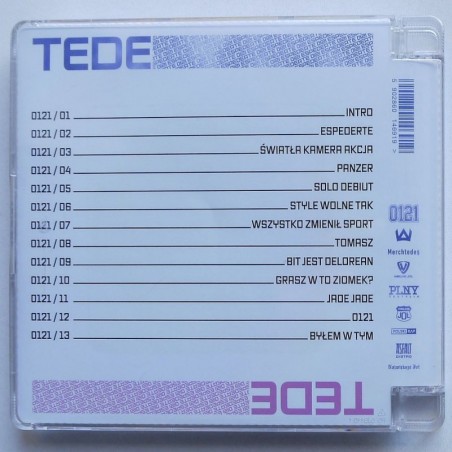 TEDE
0121 / 01 INTRO
0121 / 02 ESPEDERTE
0121 / 03 ŚWIATŁA KAMERA AKCJA
0121 / 04 PANZER
0121 / 05 SOLO DEBIUT
0121 / 06 STYLE WOLNE TAK
0121 / 07 WSZYSTKO ZMIENIŁ SPORT
0121 / 08 TOMASZ
0121 / 09 BIT JEST DELOREAN
0121 / 10 GRASZ W TO ZIOMEK?
0121 / 11 JADE JADE
0121 / 12 0121
0121 / 13 BYŁEM W TYM
TEDE
0121
PLNY